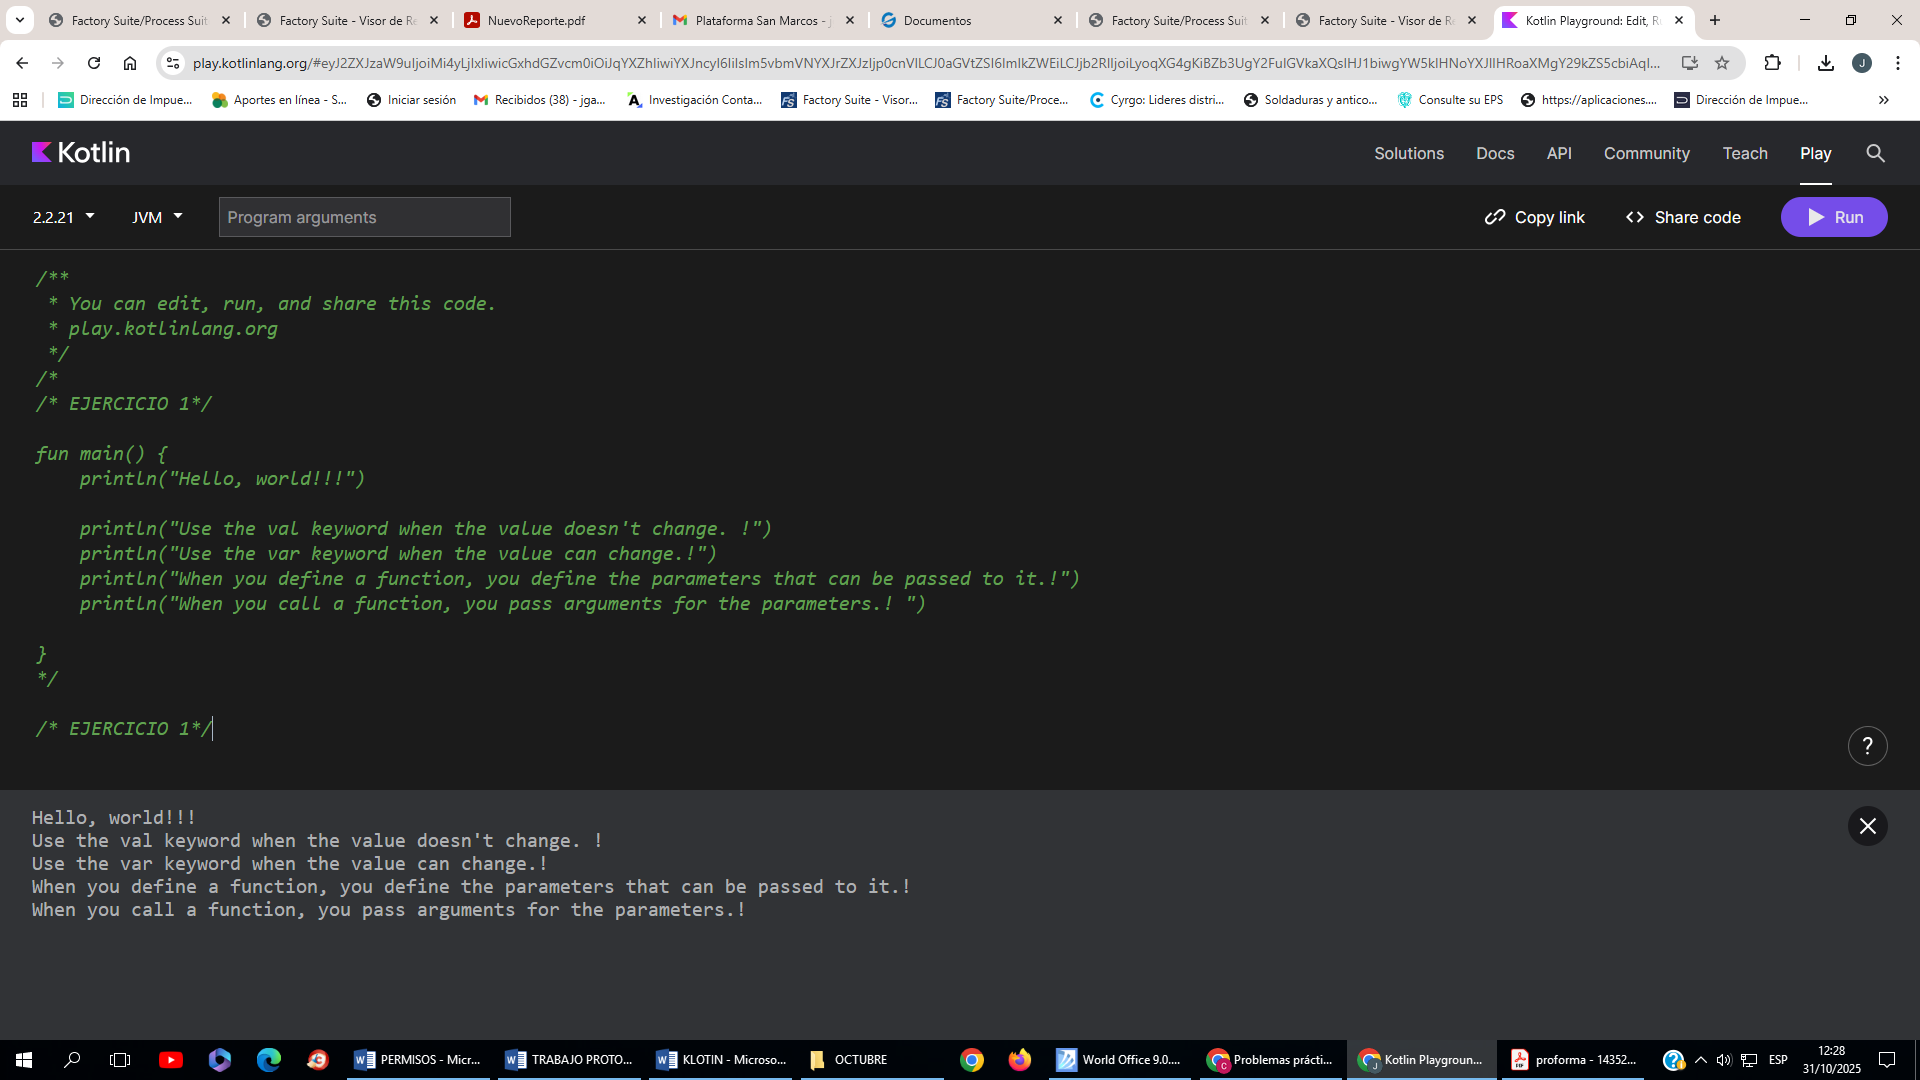 Factory Suite/Process Suit
Factory Suite - Visor de Re
NuevoReporte.pdf
Plataforma San Marcos - j
Documentos
Factory Suite/Process Suit
Factory Suite - Visor de Re
Kotlin Playground: Edit, R
Dirección de Impue...
Aportes en línea - S...
Iniciar sesión
Recibidos (38) - jga...
Investigación Conta...
Factory Suite - Visor...
Factory Suite/Proce...
Cyrgo: Lideres distri...
Soldaduras y antico...
Consulte su EPS
https://aplicaciones....
Dirección de Impue...
Kotlin
Solutions
Docs
API
Community
Teach
Play
2.2.21
JVM
Program arguments
Copy link
Share code
Run
/**
* You can edit, run, and share this code.
* play.kotlinlang.org
*/
/*
/* EJERCICIO 1*/
fun main() {
println("Hello, world!!!")
println("Use the val keyword when the value doesn't change. !")
println("Use the var keyword when the value can change.!")
println("When you define a function, you define the parameters that can be passed to it.!")
println("When you call a function, you pass arguments for the parameters.! ")
}
*/
/* EJERCICIO 1*/
?
Hello, world!!!
Use the val keyword when the value doesn't change. !
Use the var keyword when the value can change.!
When you define a function, you define the parameters that can be passed to it.!
When you call a function, you pass arguments for the parameters.!
PERMISOS - Micr...
TRABAJO PROTO...
KLOTIN - Microso...
OCTUBRE
World Office 9.0....
Problemas prácti...
Kotlin Playgroun...
proforma - 14352...
ESP
12:28
31/10/2025